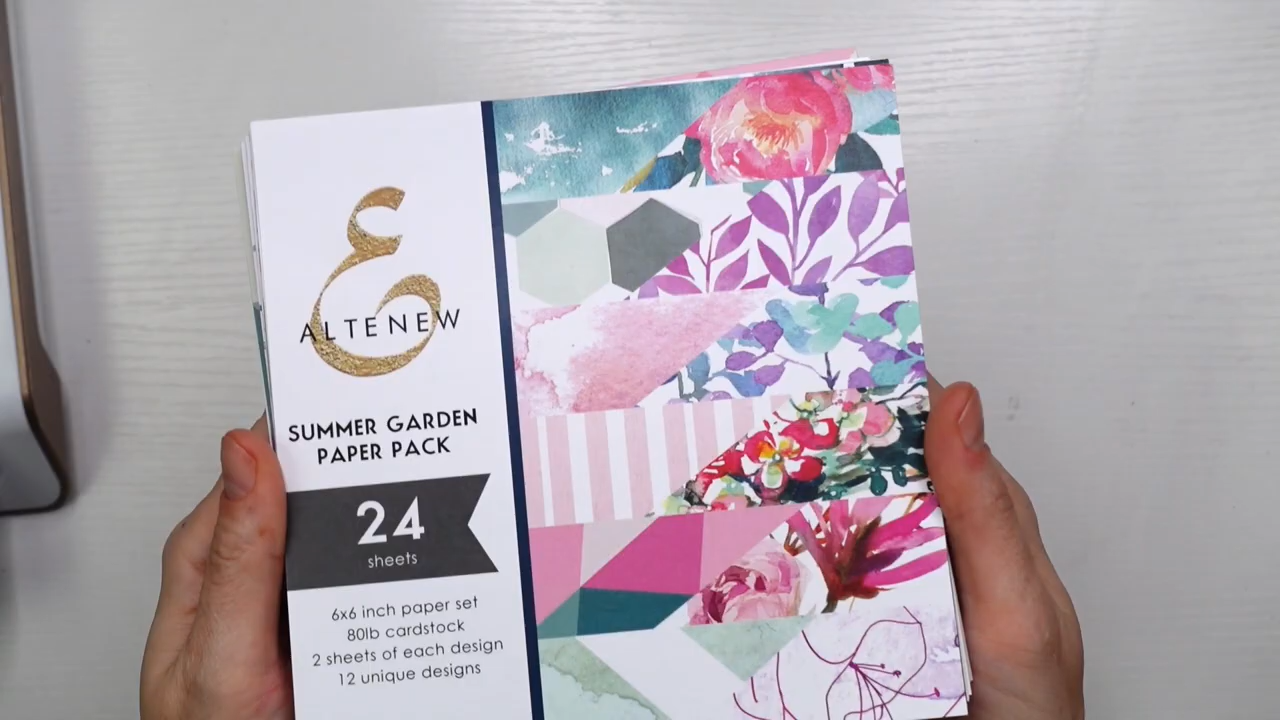 ALTENEW
SUMMER GARDEN
PAPER PACK
24
sheets
6x6 inch paper set
80lb cardstock
2 sheets of each design
12 unique designs